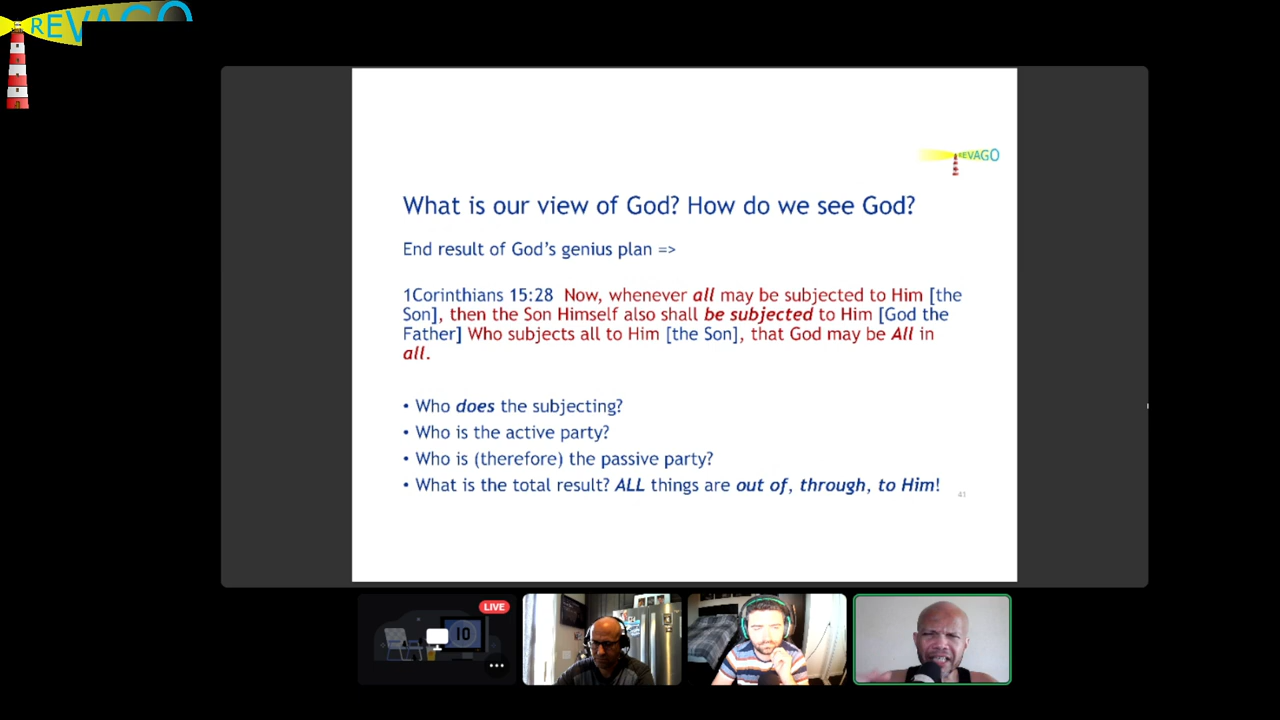 REVAGO
REVAGO
What is our view of God? How do we see God?
End result of God's genius plan =>
1Corinthians 15:28 Now, whenever all may be subjected to Him [the
Son], then the Son Himself also shall be subjected to Him [God the
Father] Who subjects all to Him [the Son], that God may be All in
all.
• Who does the subjecting?
• Who is the active party?
• Who is (therefore) the passive party?
• What is the total result? ALL things are out of, through, to Him!
41
LIVE
10